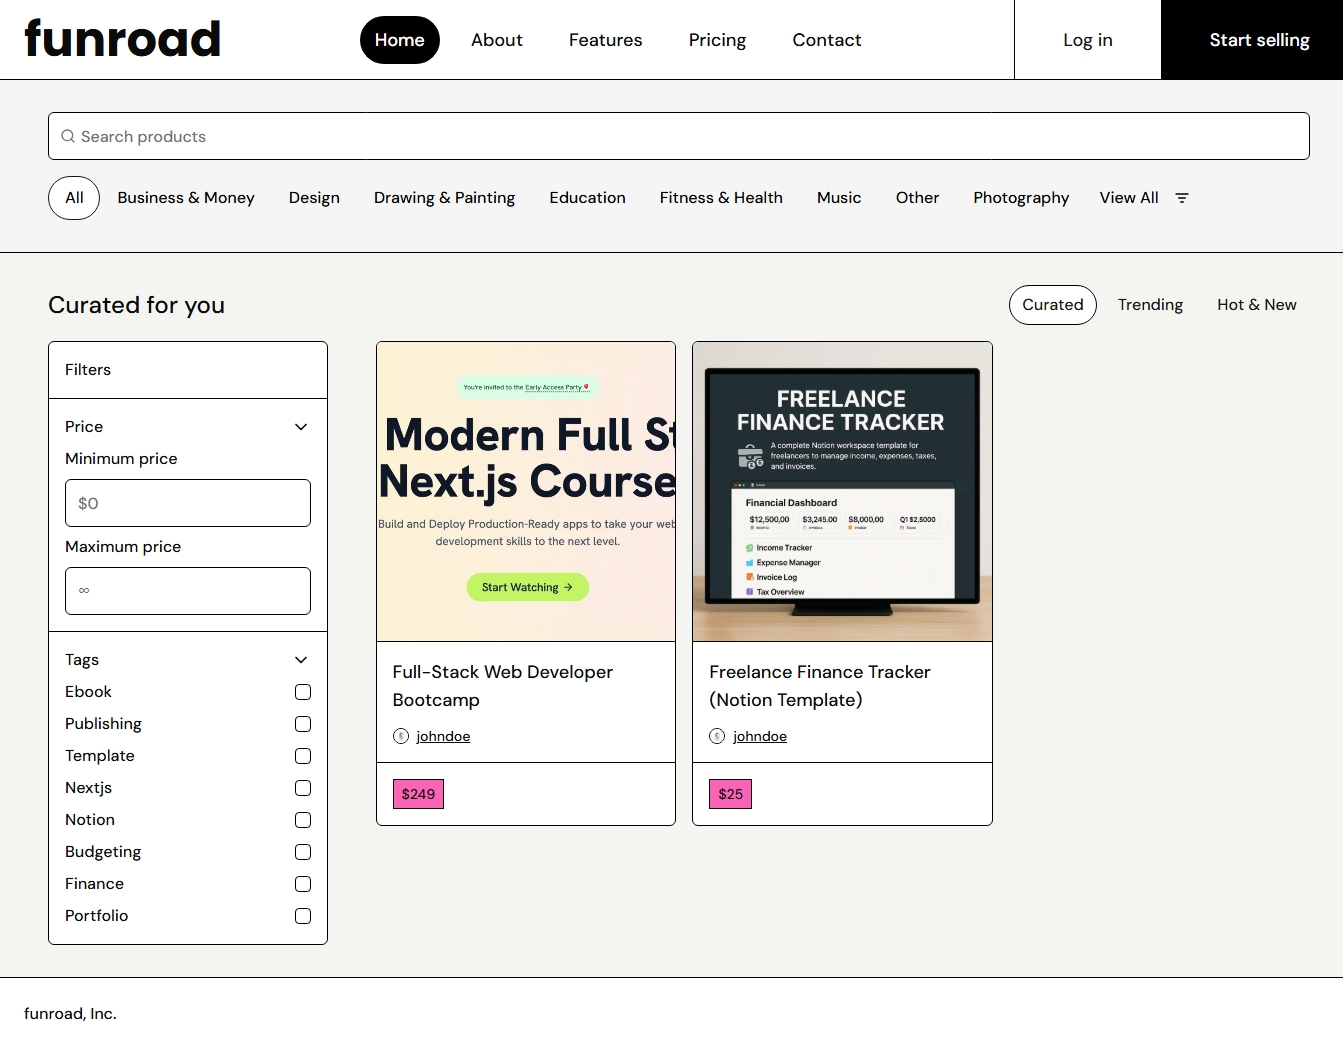 funroad
Home
About
Features
Pricing
Contact
Log in
Start selling
Search products
All
Business & Money
Design
Drawing & Painting
Education
Fitness & Health
Music
Other
Photography
View All
Curated for you
Curated
Trending
Hot & New
Filters
Price
Minimum price
$0
Maximum price
∞
Tags
Ebook
Publishing
Template
Nextjs
Notion
Budgeting
Finance
Portfolio
You're invited to the Early Access Party
Modern Full St
Next.js Course
Build and Deploy Production-Ready apps to take your web
development skills to the next level.
Start Watching →
Full-Stack Web Developer
Bootcamp
johndoe
$249
FREELANCE
FINANCE TRACKER
A complete Notion workspace template for
freelancers to manage income, expenses, taxes,
and invoices.
Financial Dashboard
$12,500,00
$3,245.00
$8,000,00
Q1 $2,5000
Income Tracker
Expense Manager
Invoice Log
Tax Overview
Freelance Finance Tracker
(Notion Template)
johndoe
$25
funroad, Inc.